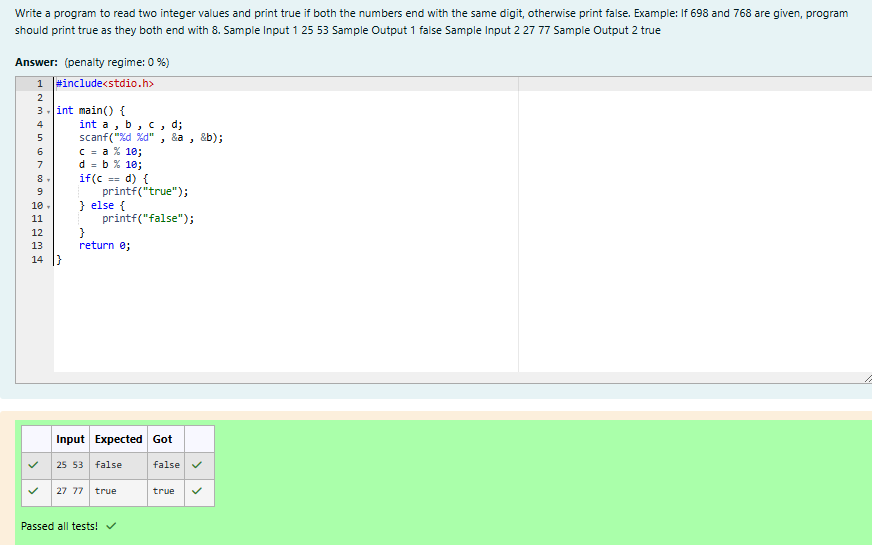 Write a program to read two integer values and print true if both the numbers end with the same digit, otherwise print false. Example: If 698 and 768 are given, program
should print true as they both end with 8. Sample Input 1 25 53 Sample Output 1 false Sample Input 2 27 77 Sample Output 2 true
Answer: (penalty regime: 0 %)
1 #include<stdio.h>
2
3 int main() {
4 int a , b , c , d;
5 scanf("%d %d" , &a , &b);
6 c = a % 10;
7 d = b % 10;
8 if(c == d) {
9 printf("true");
10 } else {
11 printf("false");
12 }
13 return 0;
14 }
Input Expected Got
25 53 false false
27 77 true true
Passed all tests!